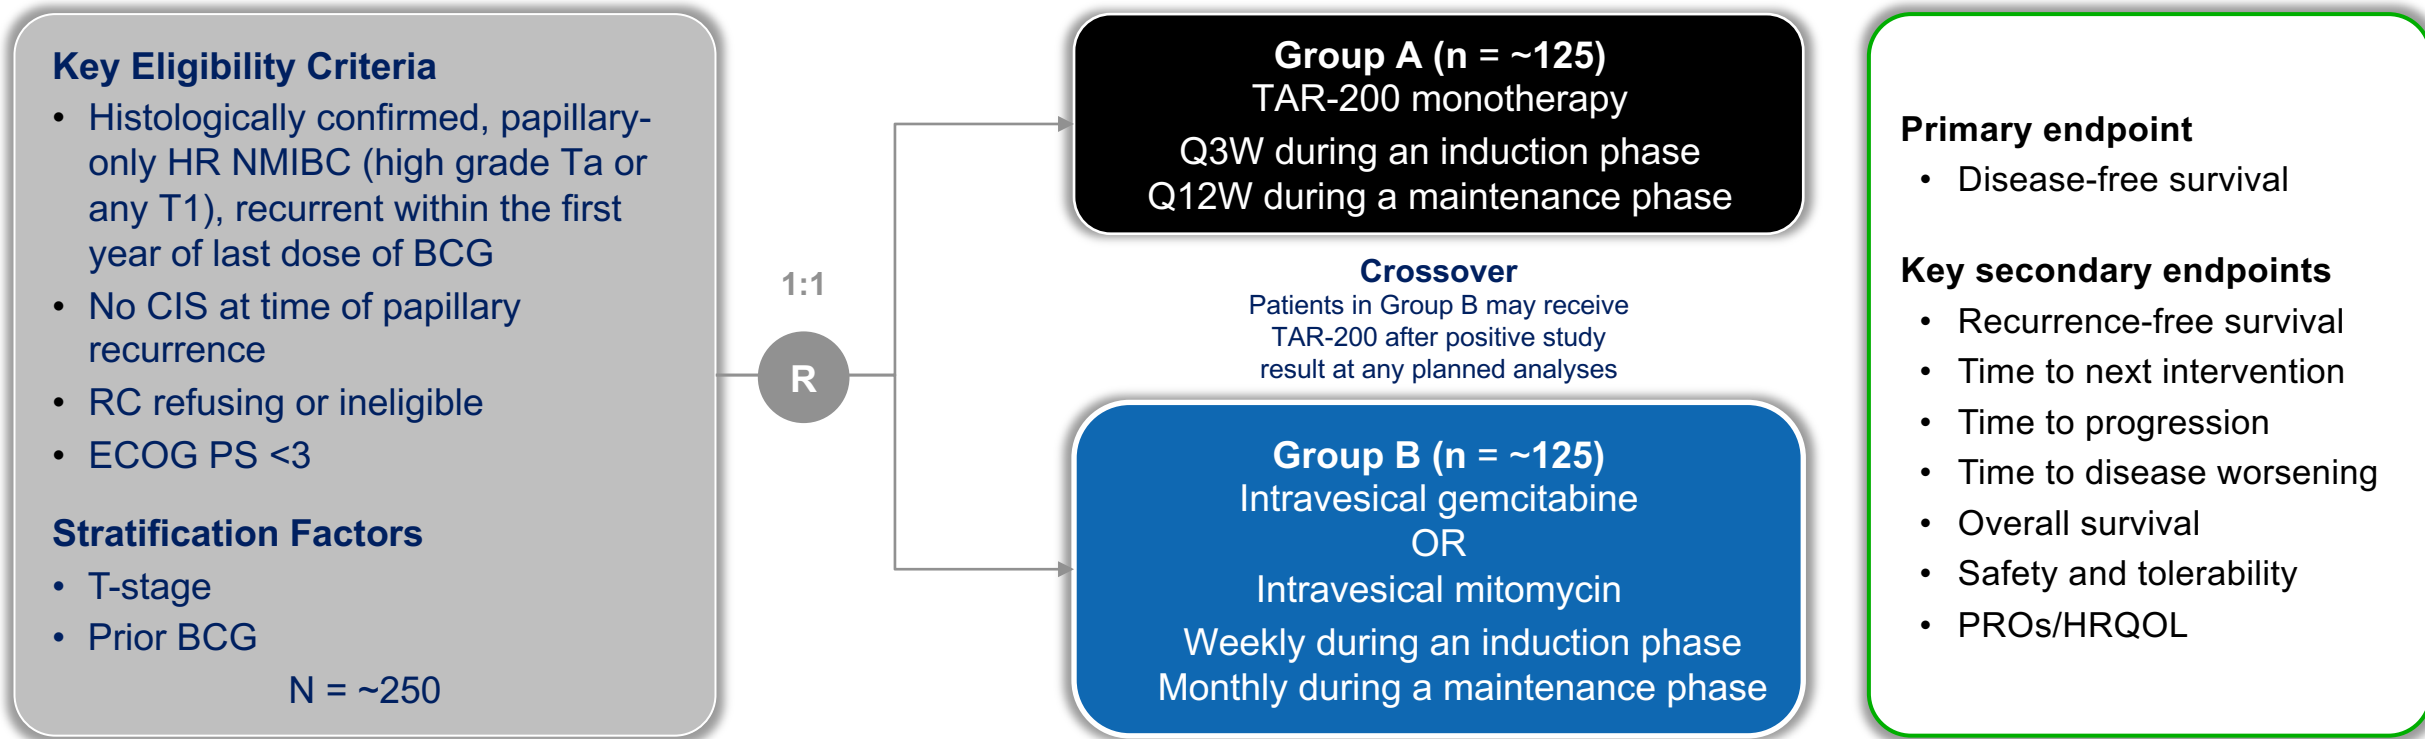 Key Eligibility Criteria
• Histologically confirmed, papillary-
only HR NMIBC (high grade Ta or
any T1), recurrent within the first
year of last dose of BCG
• No CIS at time of papillary
recurrence
• RC refusing or ineligible
• ECOG PS <3
Stratification Factors
• T-stage
• Prior BCG
N = ~250
1:1
R
Group A (n = ~125)
TAR-200 monotherapy
Q3W during an induction phase
Q12W during a maintenance phase
Crossover
Patients in Group B may receive
TAR-200 after positive study
result at any planned analyses
Group B (n = ~125)
Intravesical gemcitabine
OR
Intravesical mitomycin
Weekly during an induction phase
Monthly during a maintenance phase
Primary endpoint
• Disease-free survival
Key secondary endpoints
• Recurrence-free survival
• Time to next intervention
• Time to progression
• Time to disease worsening
• Overall survival
• Safety and tolerability
• PROs/HRQOL